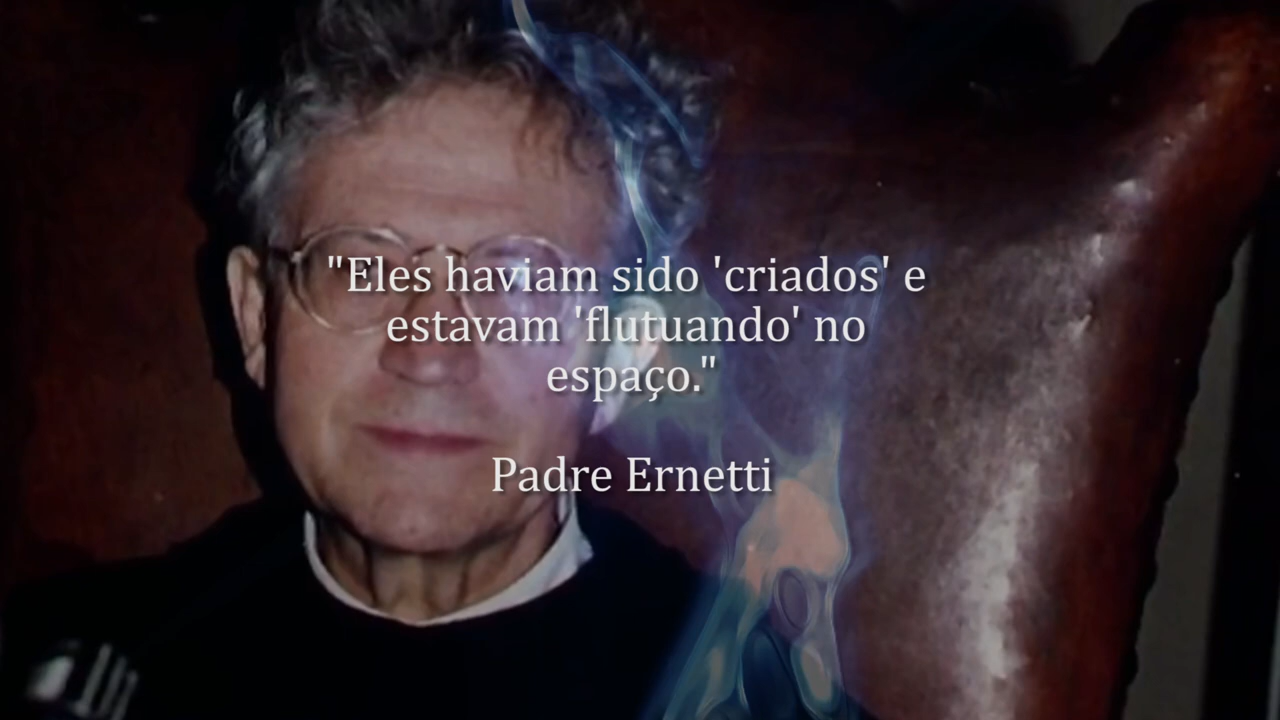 "Eles haviam sido 'criados' e
estavam 'flutuando' no
espaço."
Padre Ernetti